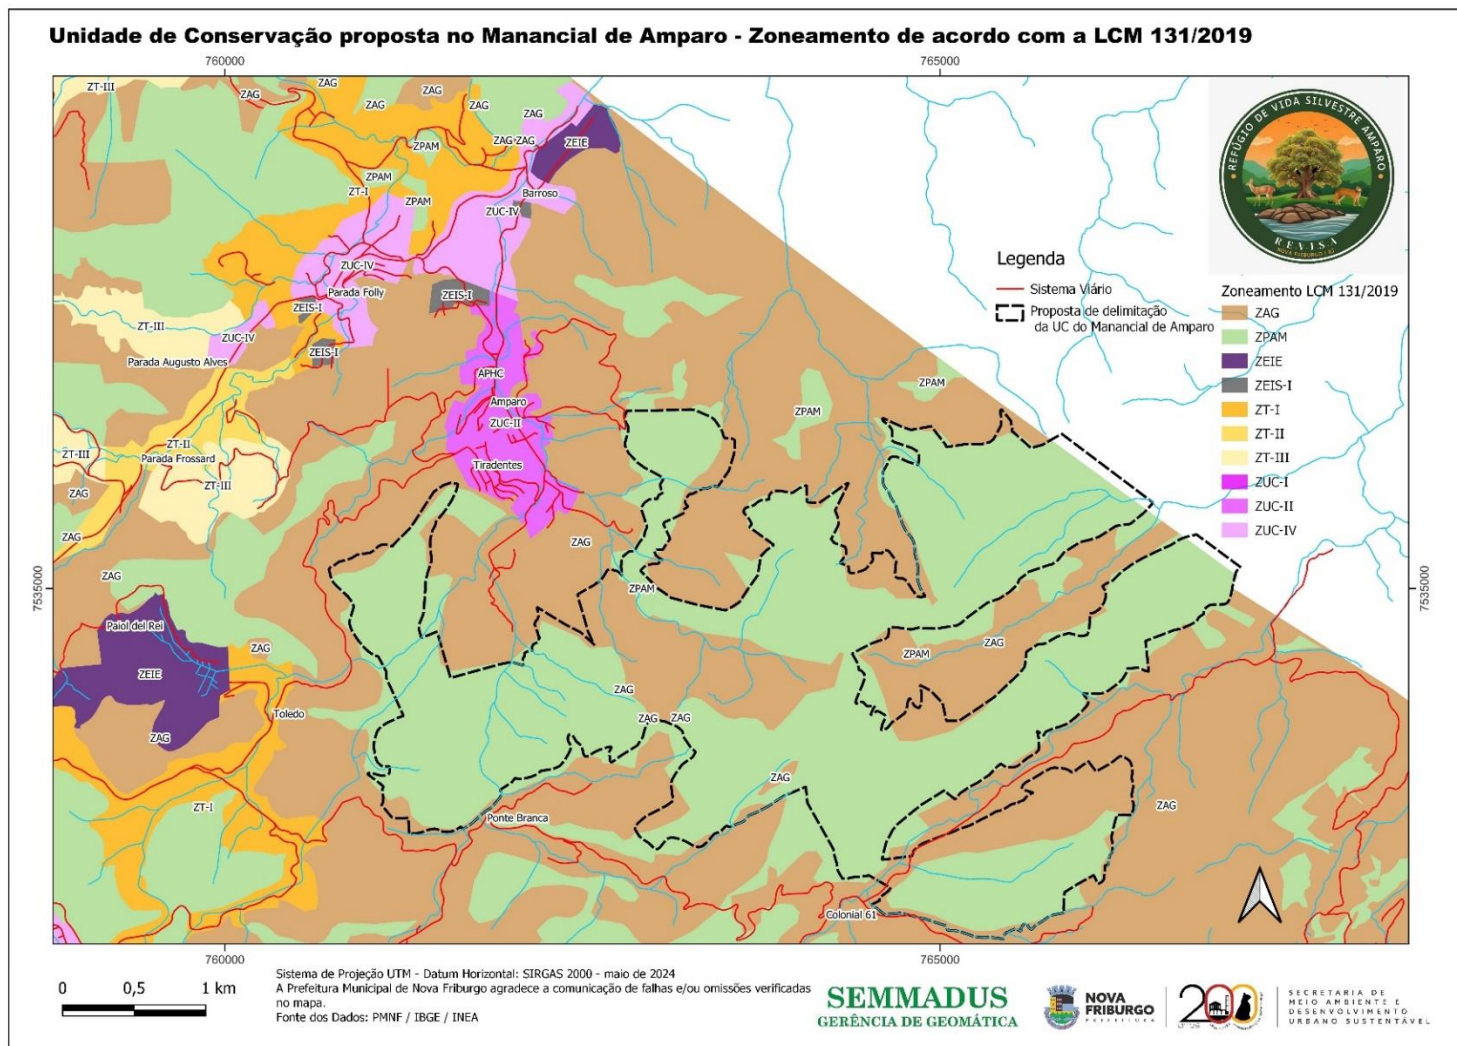 Unidade de Conservação proposta no Manancial de Amparo - Zoneamento de acordo com a LCM 131/2019
760000
765000
ZT-III
ZAG
ZAG
ZAG
ZAG
ZAG
ZAG
ZAG ZAG
ZEIE
ZPAM
ZPAM
ZT-I
ZPAM
Barroso
ZUC-IV
ZUC-IV
Parada Folly
ZEIS-I
ZEIS-I
ZT-III
ZUC-IV
ZEIS-I
Parada Augusto Alves
APHC
Amparo
ZUC-II
Tiradentes
ZPAM
ZPAM
ZT-II
ZT-III
Parada Frossard
ZT-III
ZAG
ZAG
ZAG
ZAG
ZPAM
Paiol del Rei
ZAG
ZEIE
ZAG
ZPAM
ZAG
ZAG
ZAG
ZAG
Toledo
ZAG
ZAG
ZT-I
ZAG
Ponte Branca
Colonial 61
7535000
7535000
REFÚGIO DE VIDA SILVESTRE AMPARO
R.E.V.I.S.A
NOVA FRIBURGO / RJ
Legenda
Sistema Viário
Proposta de delimitação
da UC do Manancial de Amparo
Zoneamento LCM 131/2019
ZAG
ZPAM
ZEIE
ZEIS-I
ZT-I
ZT-II
ZT-III
ZUC-I
ZUC-II
ZUC-IV
760000
765000
0 0,5 1 km
Sistema de Projeção UTM - Datum Horizontal: SIRGAS 2000 - maio de 2024
A Prefeitura Municipal de Nova Friburgo agradece a comunicação de falhas e/ou omissões verificadas
no mapa.
Fonte dos Dados: PMNF / IBGE / INEA
SEMMADUS
GERÊNCIA DE GEOMÁTICA
NOVA
FRIBURGO
PREFEITURA
200
SECRETARIA DE
MEIO AMBIENTE E
DESENVOLVIMENTO
URBANO SUSTENTÁVEL